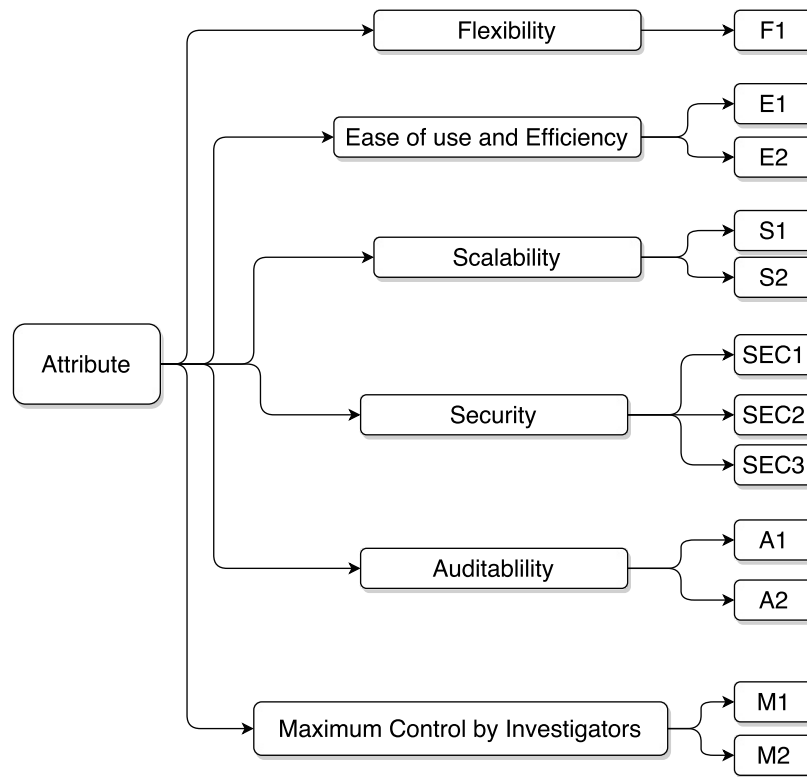 Flexibility
F1
Ease of use and Efficiency
E1
E2
Scalability
S1
S2
Attribute
Security
SEC1
SEC2
SEC3
Auditablility
A1
A2
Maximum Control by Investigators
M1
M2